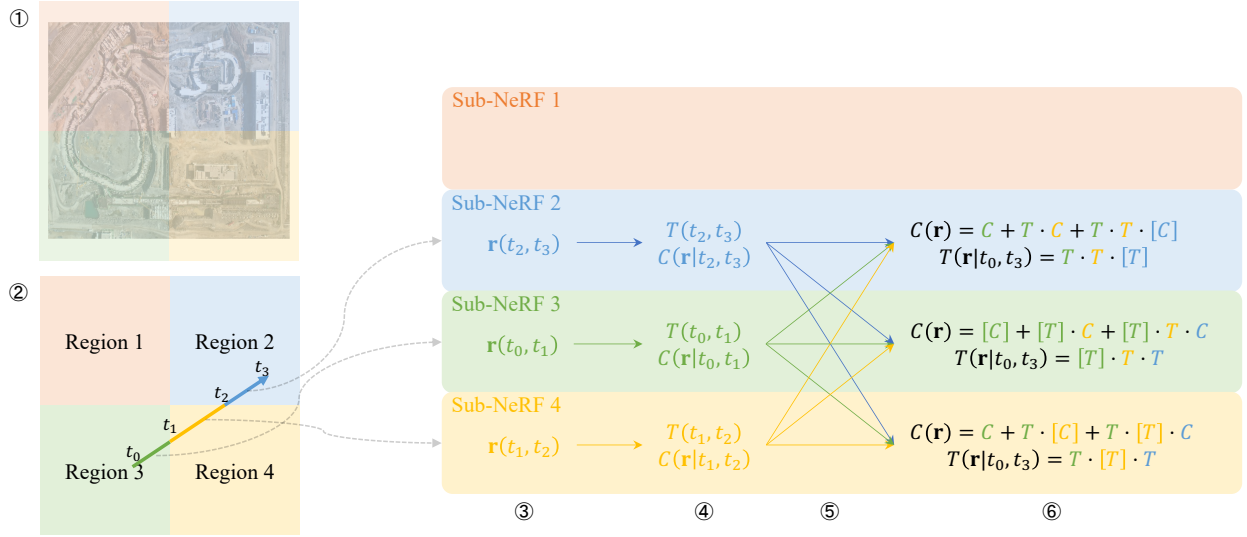 ①
②
Region 1
Region 2
t₃
t₂
t₁
t₀
Region 3
Region 4
Sub-NeRF 1
Sub-NeRF 2
𝐫(t₂, t₃)
T(t₂, t₃)
C(𝐫|t₂, t₃)
C(𝐫) = C + T · C + T · T · [C]
T(𝐫|t₀, t₃) = T · T · [T]
Sub-NeRF 3
𝐫(t₀, t₁)
T(t₀, t₁)
C(𝐫|t₀, t₁)
C(𝐫) = [C] + [T] · C + [T] · T · C
T(𝐫|t₀, t₃) = [T] · T · T
Sub-NeRF 4
𝐫(t₁, t₂)
T(t₁, t₂)
C(𝐫|t₁, t₂)
C(𝐫) = C + T · [C] + T · [T] · C
T(𝐫|t₀, t₃) = T · [T] · T
③ ④ ⑤ ⑥